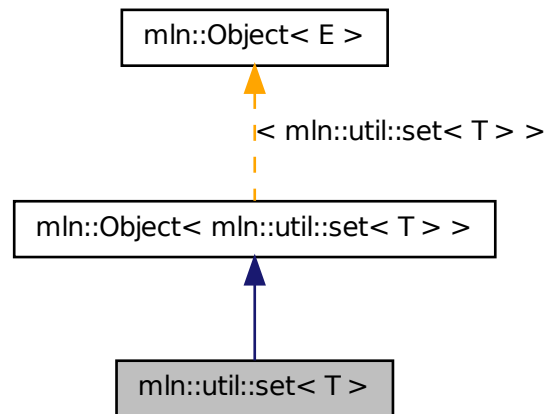 mln::Object< E >
< mln::util::set< T > >
mln::Object< mln::util::set< T > >
mln::util::set< T >